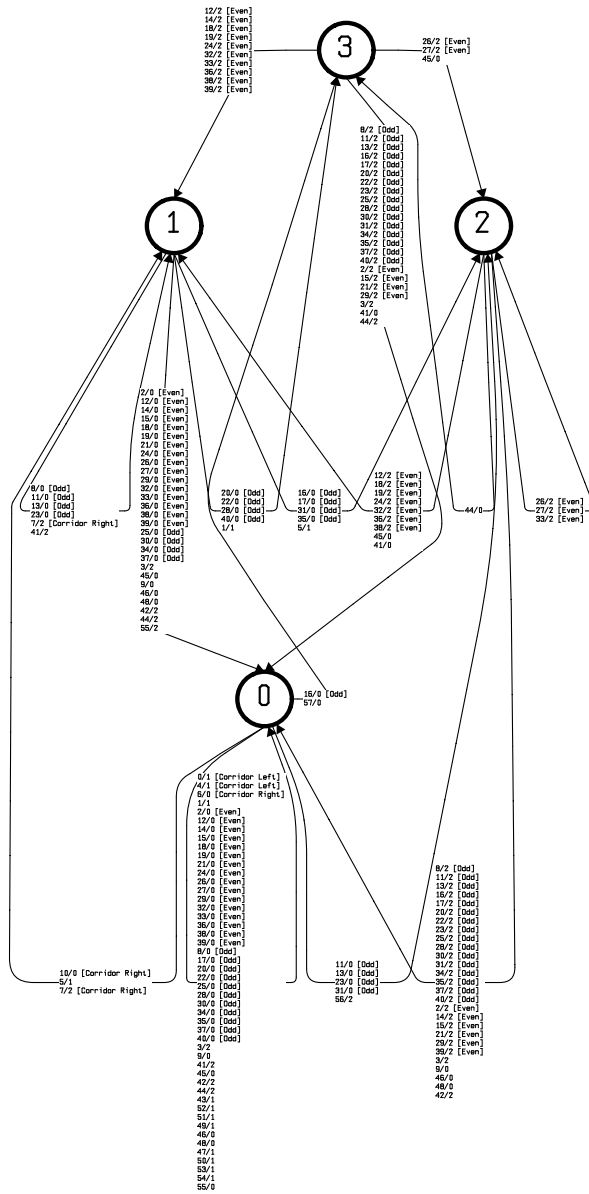 12/2 [Even]
14/2 [Even]
18/2 [Even]
19/2 [Even]
24/2 [Even]
32/2 [Even]
33/2 [Even]
36/2 [Even]
38/2 [Even]
39/2 [Even]
3
26/2 [Even]
27/2 [Even]
45/0
8/2 [Odd]
11/2 [Odd]
13/2 [Odd]
16/2 [Odd]
17/2 [Odd]
20/2 [Odd]
22/2 [Odd]
23/2 [Odd]
25/2 [Odd]
28/2 [Odd]
30/2 [Odd]
31/2 [Odd]
34/2 [Odd]
35/2 [Odd]
37/2 [Odd]
40/2 [Odd]
2/2 [Even]
15/2 [Even]
21/2 [Even]
29/2 [Even]
3/2
41/0
44/2
1
2
2/0 [Even]
12/0 [Even]
14/0 [Even]
15/0 [Even]
18/0 [Even]
19/0 [Even]
21/0 [Even]
24/0 [Even]
26/0 [Even]
27/0 [Even]
29/0 [Even]
32/0 [Even]
33/0 [Even]
36/0 [Even]
38/0 [Even]
39/0 [Even]
25/0 [Odd]
30/0 [Odd]
34/0 [Odd]
37/0 [Odd]
3/2
45/0
9/0
46/0
48/0
42/2
44/2
55/2
8/0 [Odd]
11/0 [Odd]
13/0 [Odd]
23/0 [Odd]
7/2 [Corridor Right]
41/2
20/0 [Odd]
22/0 [Odd]
28/0 [Odd]
40/0 [Odd]
1/1
16/0 [Odd]
17/0 [Odd]
31/0 [Odd]
35/0 [Odd]
5/1
12/2 [Even]
18/2 [Even]
19/2 [Even]
24/2 [Even]
32/2 [Even]
36/2 [Even]
38/2 [Even]
45/0
41/0
44/0
26/2 [Even]
27/2 [Even]
33/2 [Even]
0
16/0 [Odd]
57/0
0/1 [Corridor Left]
4/1 [Corridor Left]
6/0 [Corridor Right]
1/1
2/0 [Even]
12/0 [Even]
14/0 [Even]
15/0 [Even]
18/0 [Even]
19/0 [Even]
21/0 [Even]
24/0 [Even]
26/0 [Even]
27/0 [Even]
29/0 [Even]
32/0 [Even]
33/0 [Even]
36/0 [Even]
38/0 [Even]
39/0 [Even]
8/0 [Odd]
17/0 [Odd]
20/0 [Odd]
22/0 [Odd]
25/0 [Odd]
28/0 [Odd]
30/0 [Odd]
34/0 [Odd]
35/0 [Odd]
37/0 [Odd]
40/0 [Odd]
3/2
9/0
41/2
45/0
42/2
44/2
43/1
52/1
51/1
49/1
46/0
48/0
47/1
50/1
53/1
54/1
55/0
10/0 [Corridor Right]
5/1
7/2 [Corridor Right]
11/0 [Odd]
13/0 [Odd]
23/0 [Odd]
31/0 [Odd]
56/2
8/2 [Odd]
11/2 [Odd]
13/2 [Odd]
16/2 [Odd]
17/2 [Odd]
20/2 [Odd]
22/2 [Odd]
23/2 [Odd]
25/2 [Odd]
28/2 [Odd]
30/2 [Odd]
31/2 [Odd]
34/2 [Odd]
35/2 [Odd]
37/2 [Odd]
40/2 [Odd]
2/2 [Even]
14/2 [Even]
15/2 [Even]
21/2 [Even]
29/2 [Even]
39/2 [Even]
3/2
9/0
46/0
48/0
42/2